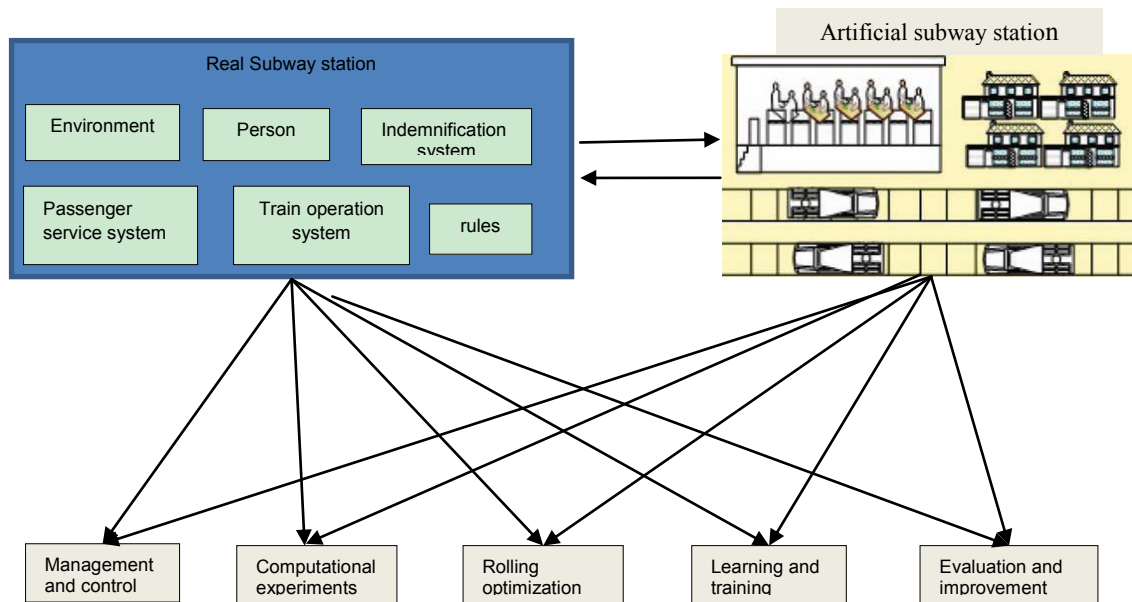 Artificial subway station
Real Subway station
Environment
Person
Indemnification
system
Passenger
service system
Train operation
system
rules
Management
and control
Computational
experiments
Rolling
optimization
Learning and
training
Evaluation and
improvement